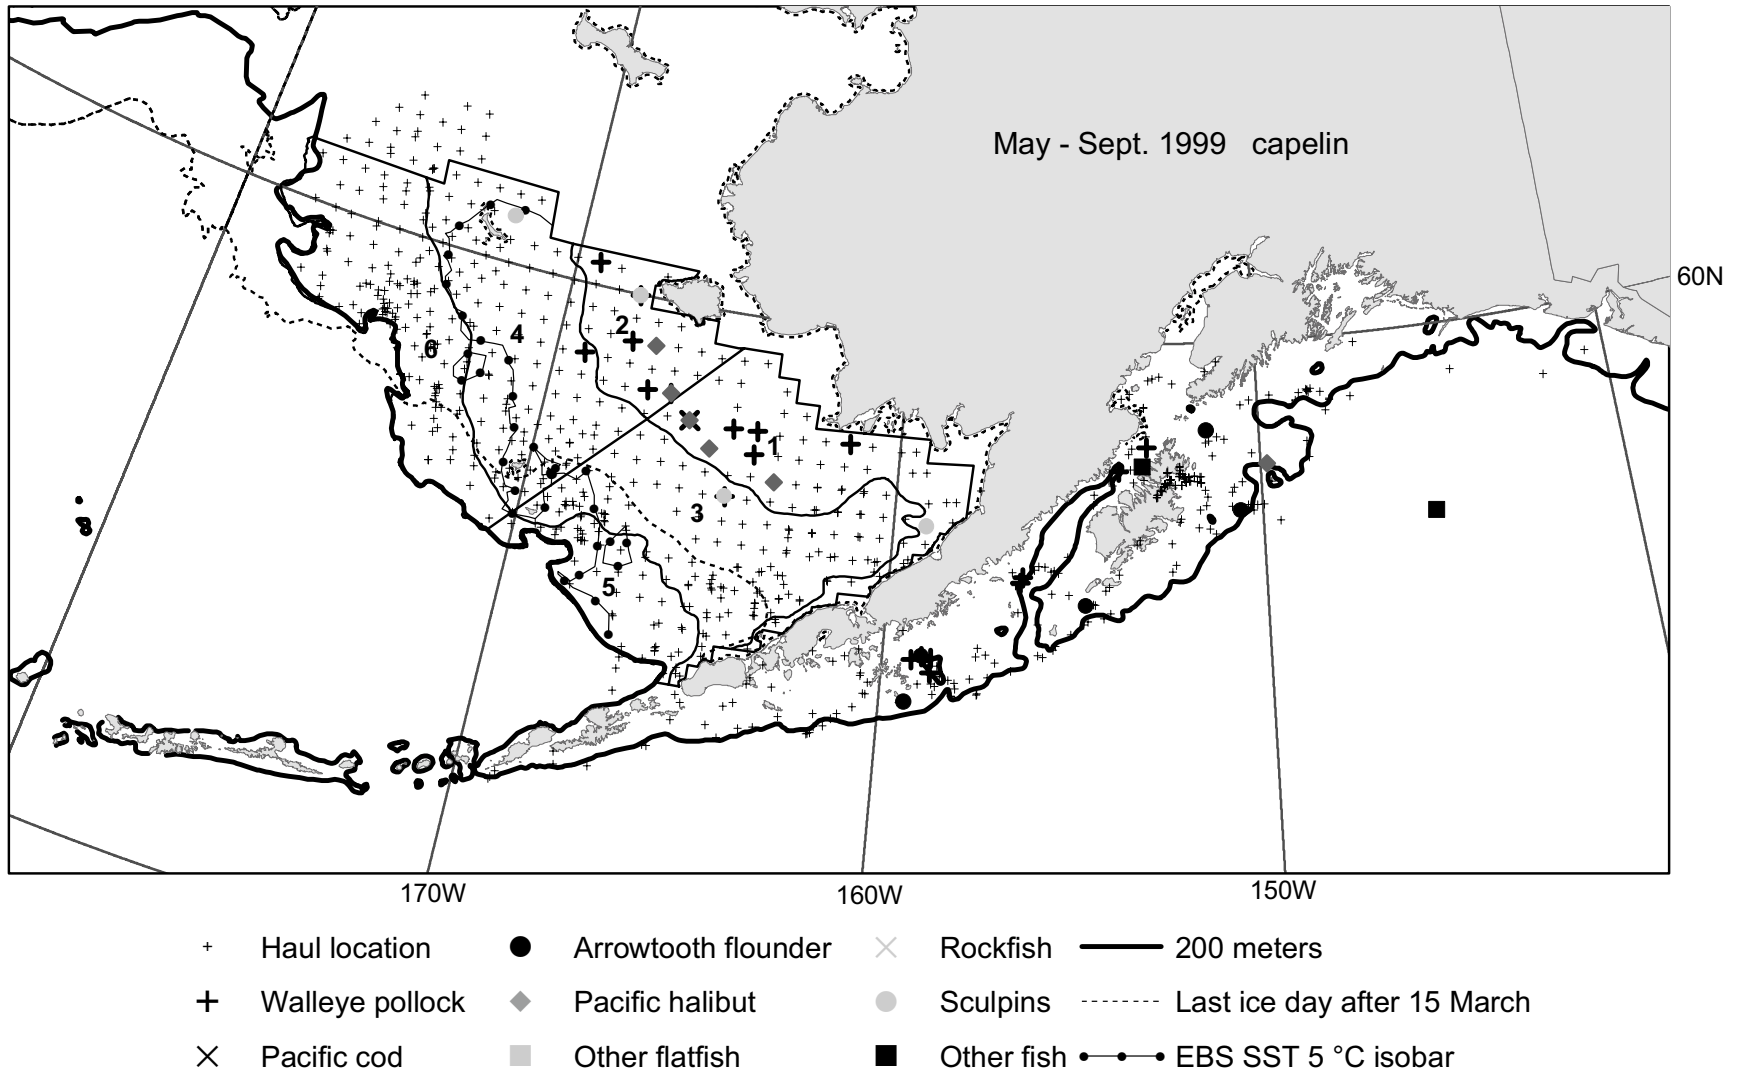 May - Sept. 1999 capelin
60N
2
4
6
1
3
5
170W
160W
150W
Haul location
Arrowtooth flounder
Rockfish
200 meters
Walleye pollock
Pacific halibut
Sculpins
Last ice day after 15 March
Pacific cod
Other flatfish
Other fish
EBS SST 5 °C isobar